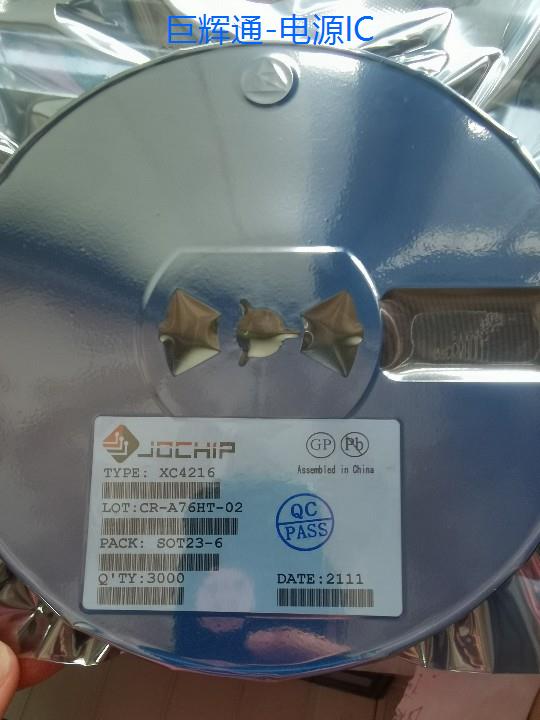 巨辉通-电源IC
JOCHIP
GP Pb
Assembled in China
TYPE: XC4216
LOT:CR-A76HT-02
QC
PASS
PACK: SOT23-6
Q'TY:3000
DATE:2111